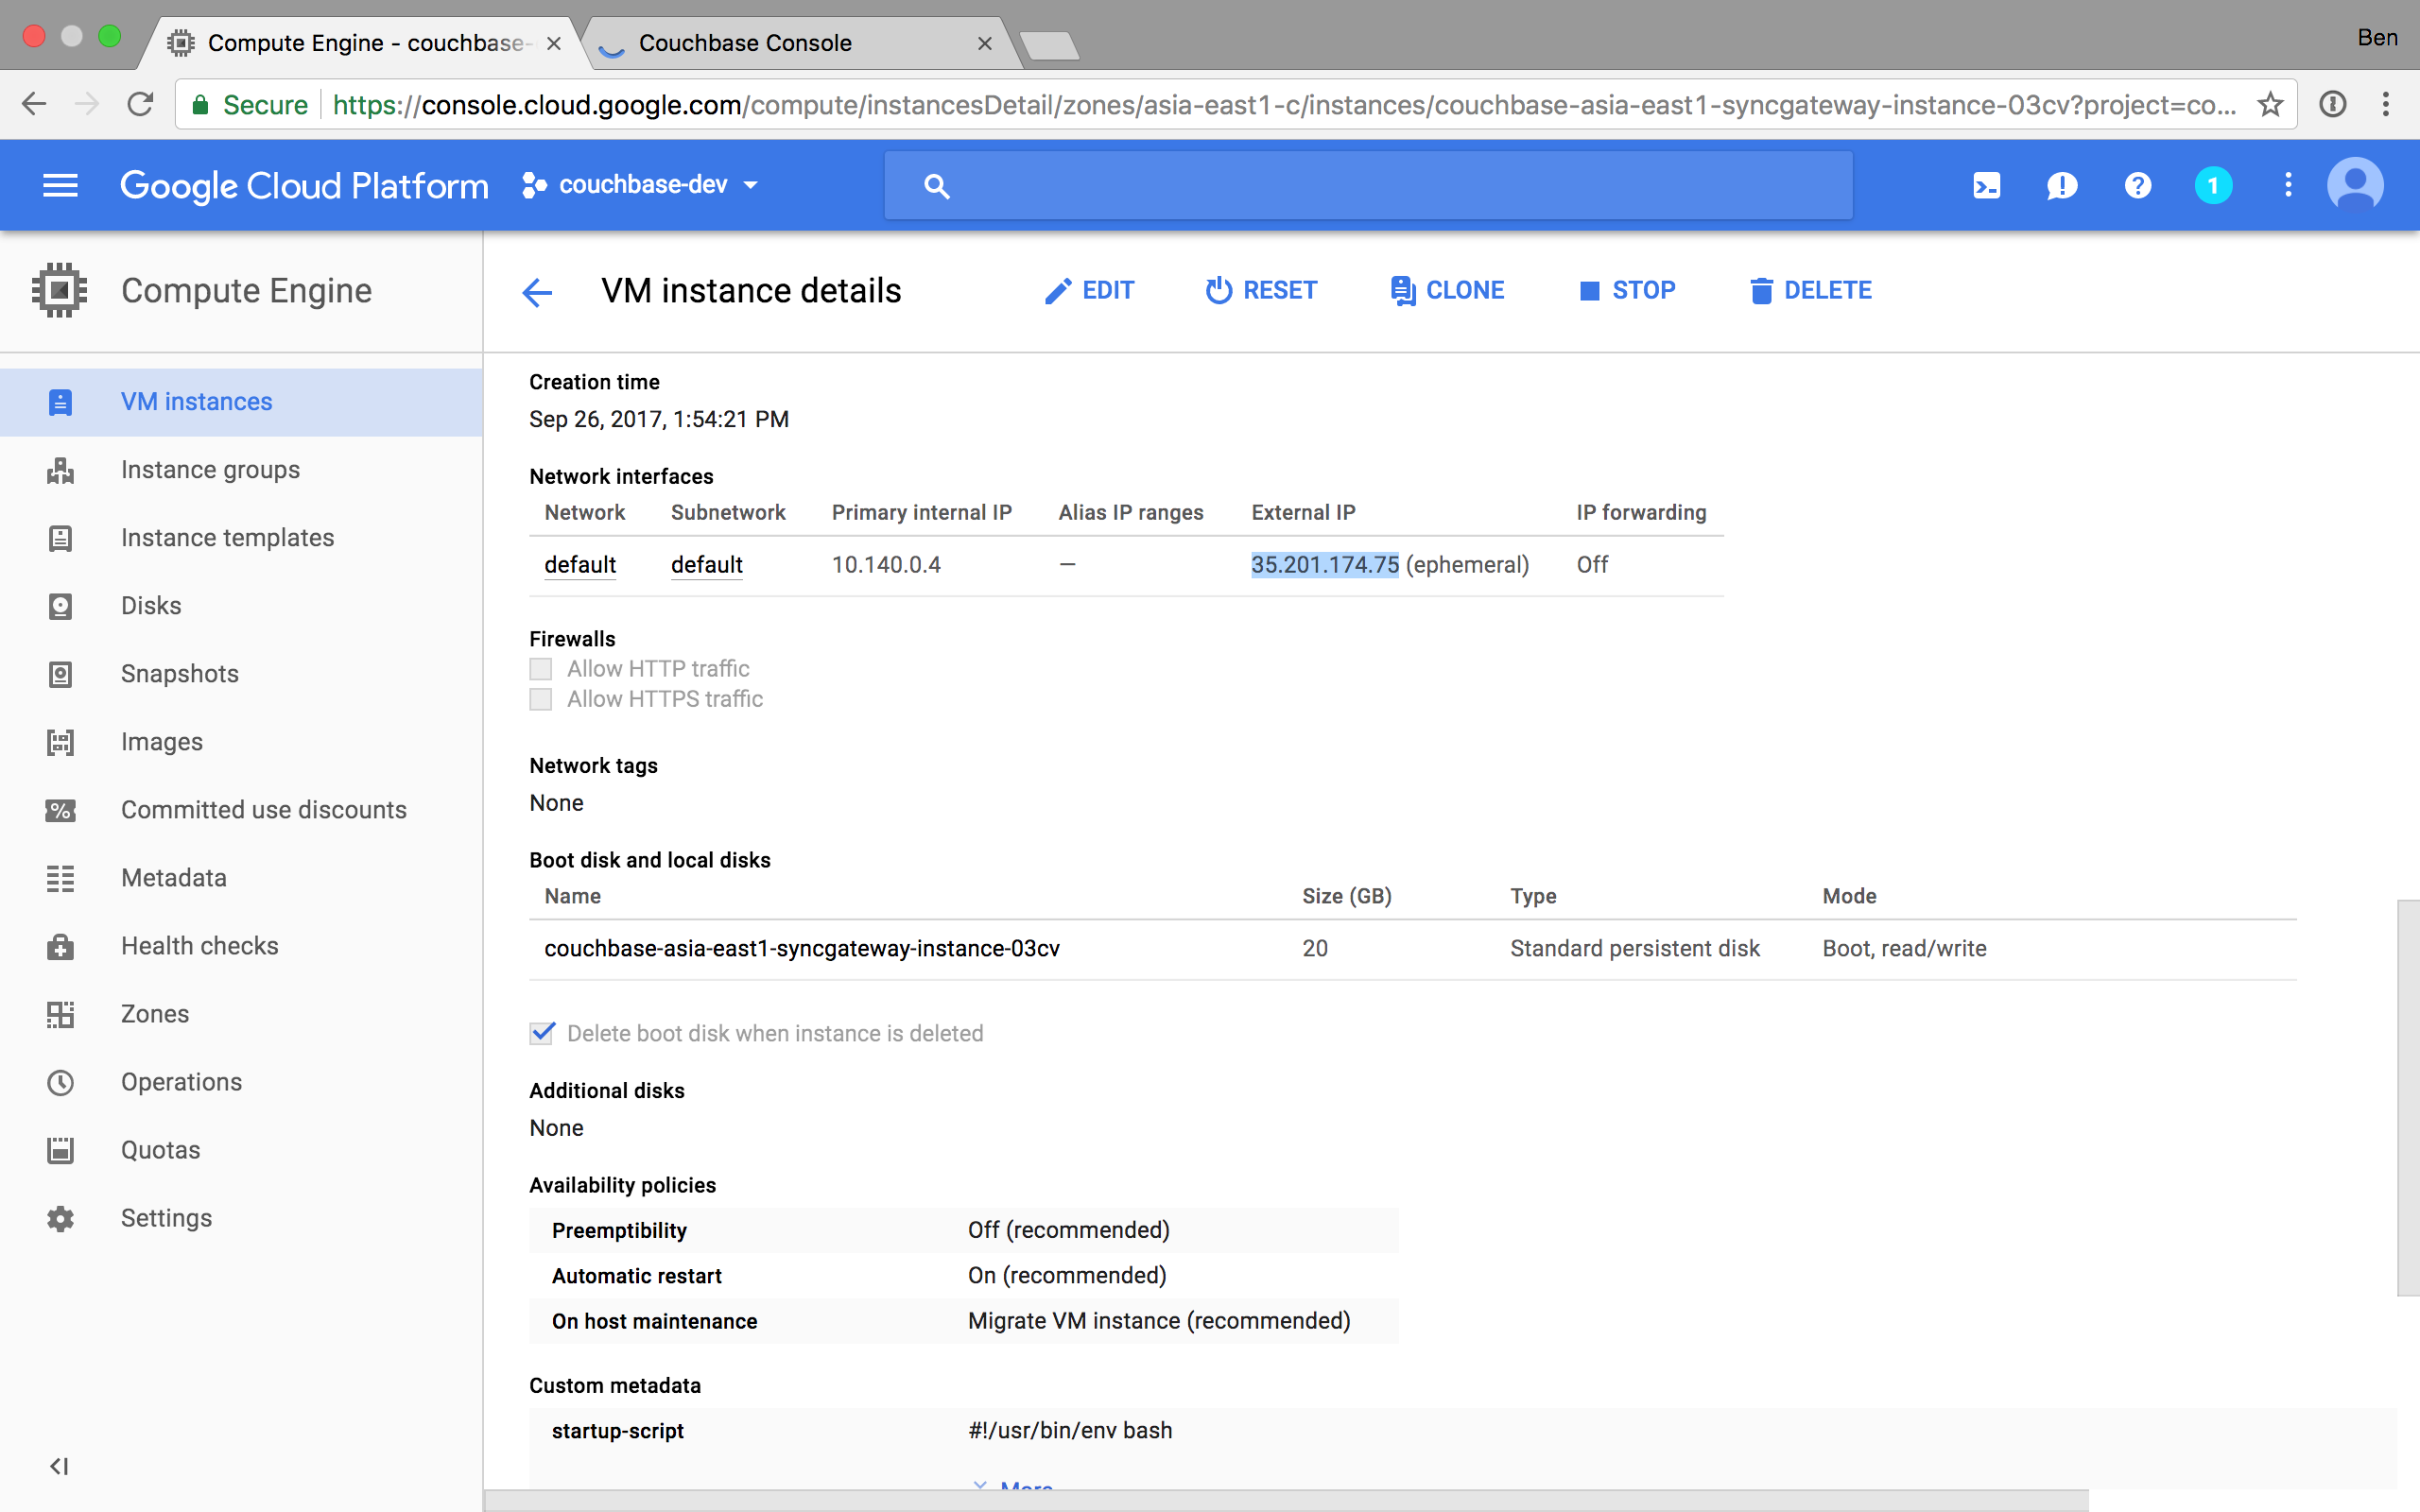 Compute Engine - couchbase-
Couchbase Console
Ben
Secure https://console.cloud.google.com/compute/instancesDetail/zones/asia-east1-c/instances/couchbase-asia-east1-syncgateway-instance-03cv?project=co...
Google Cloud Platform couchbase-dev 1
Compute Engine
VM instance details EDIT RESET CLONE STOP DELETE
VM instances
Instance groups
Instance templates
Disks
Snapshots
Images
Committed use discounts
Metadata
Health checks
Zones
Operations
Quotas
Settings
Creation time
Sep 26, 2017, 1:54:21 PM
Network interfaces
Network Subnetwork Primary internal IP Alias IP ranges External IP IP forwarding
default default 10.140.0.4 — 35.201.174.75 (ephemeral) Off
Firewalls
Allow HTTP traffic
Allow HTTPS traffic
Network tags
None
Boot disk and local disks
Name Size (GB) Type Mode
couchbase-asia-east1-syncgateway-instance-03cv 20 Standard persistent disk Boot, read/write
Delete boot disk when instance is deleted
Additional disks
None
Availability policies
Preemptibility Off (recommended)
Automatic restart On (recommended)
On host maintenance Migrate VM instance (recommended)
Custom metadata
startup-script #!/usr/bin/env bash
More